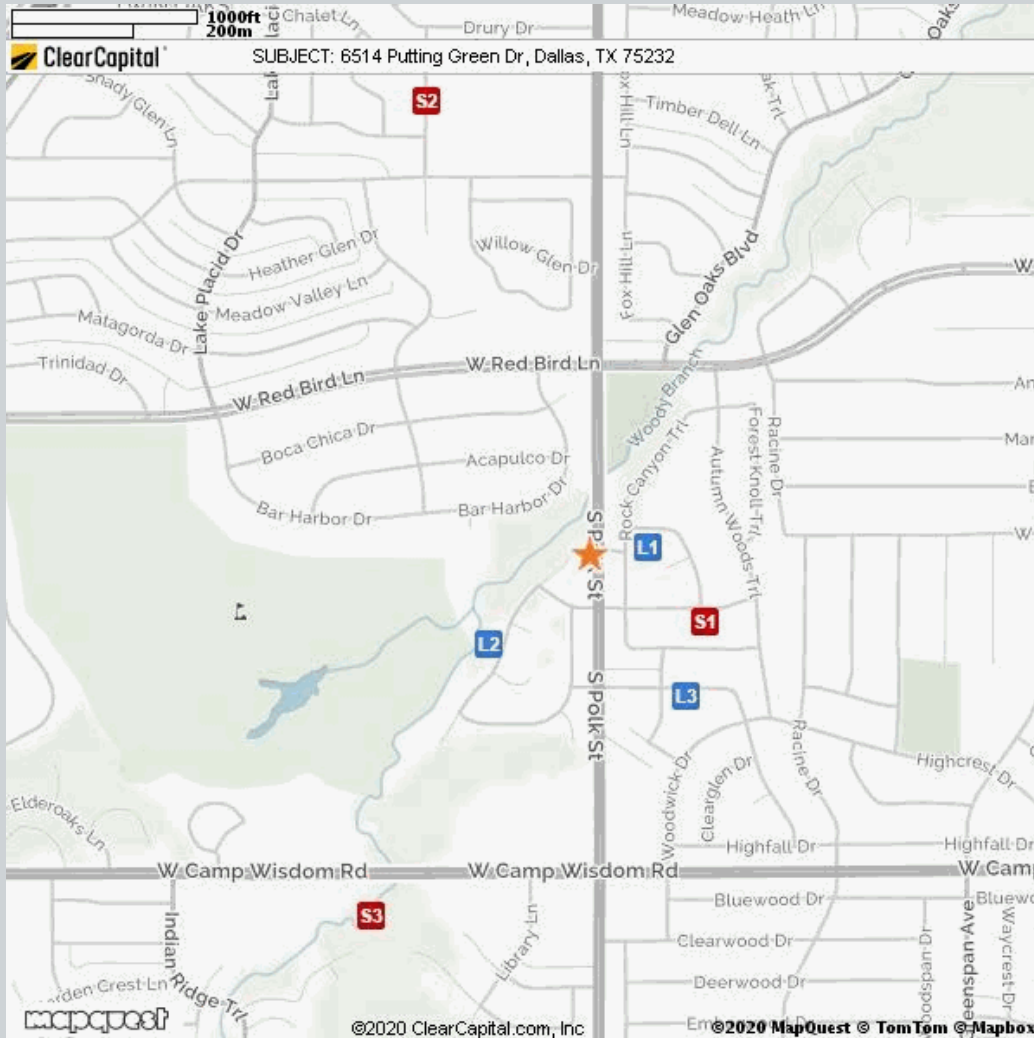 1000ft
200m
Chalet Ln
Drury Dr
Meadow Heath Ln
ClearCapital
SUBJECT: 6514 Putting Green Dr, Dallas, TX 75232
Shady Glen Ln
S2
Fox Hill Ln
Timber Dell Ln
Lake Placid Dr
Heather Glen Dr
Meadow Valley Ln
Willow Glen Dr
Fox Hill Ln
Glen Oaks Blvd
W
Matagorda Dr
Trinidad Dr
W Red Bird Ln
W Red Bird Ln
Woody Branch
Boca Chica Dr
Acapulco Dr
Bar Harbor Dr
Bar Harbor Dr
Rock Canyon Trl
Autumn Woods Trl
Forest Knoll Trl
Racine Dr
L1
S1
L2
L3
S Polk St
Racine Dr
Woodwick Dr
Clearglen Dr
Highcrest Dr
Elderoaks Ln
Highfall Dr
Highfall Dr
W Camp Wisdom Rd
W Camp Wisdom Rd
W Camp
S3
Bluewood Dr
Indian Ridge Trl
Library Ln
Clearwood Dr
Deerwood Dr
Waycrest Dr
mapquest
©2020 ClearCapital.com, Inc
©2020 MapQuest © TomTom © Mapbox